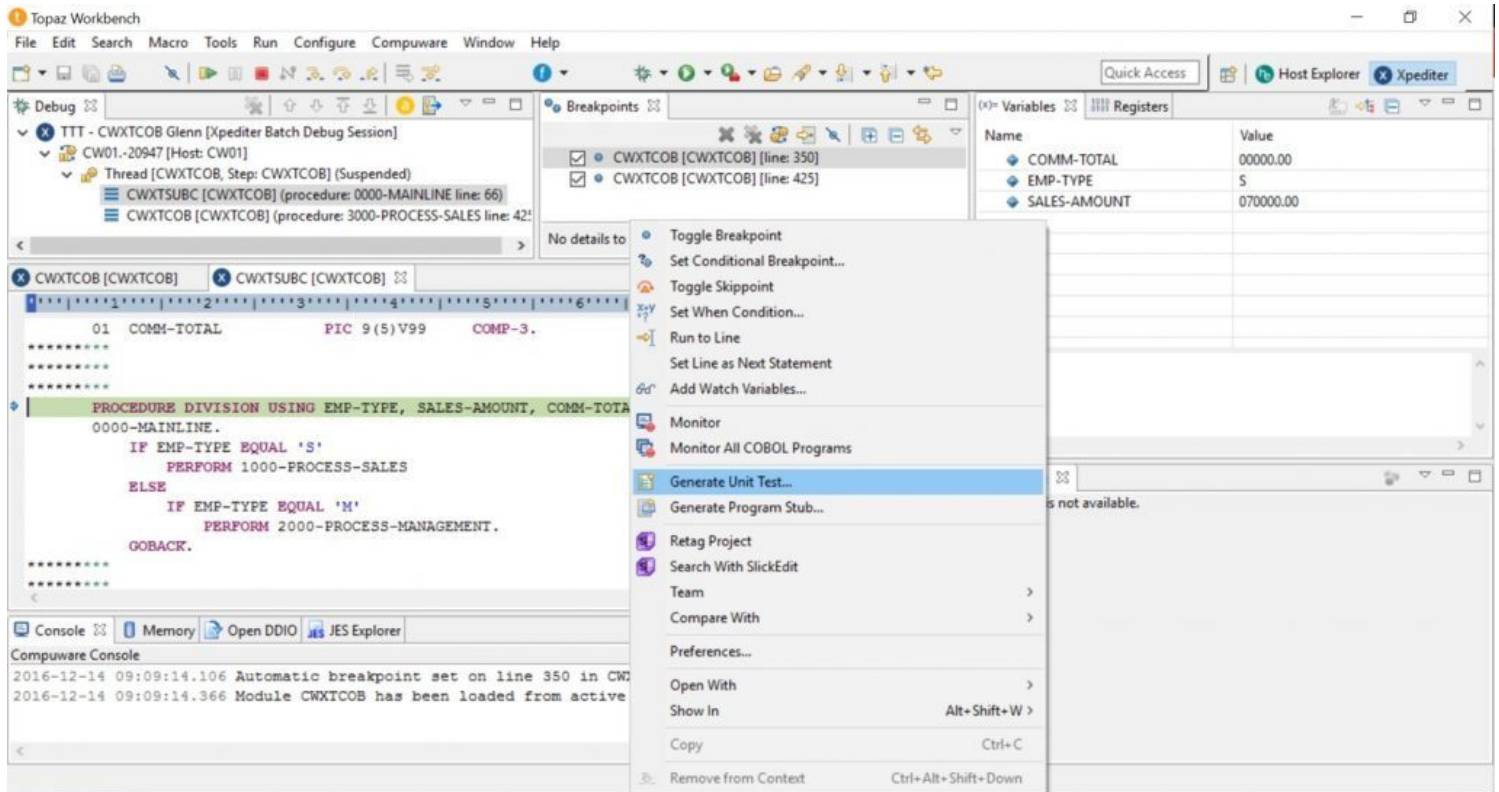 Topaz Workbench
File Edit Search Macro Tools Run Configure Compuware Window Help
Quick Access
Host Explorer
Xpediter
Debug
TTT - CWXTCOB Glenn [Xpediter Batch Debug Session]
CW01.-20947 [Host: CW01]
Thread [CWXTCOB, Step: CWXTCOB] (Suspended)
CWXTSUBC [CWXTCOB] (procedure: 0000-MAINLINE line: 66)
CWXTCOB [CWXTCOB] (procedure: 3000-PROCESS-SALES line: 425
Breakpoints
CWXTCOB [CWXTCOB] [line: 350]
CWXTCOB [CWXTCOB] [line: 425]
No details to
(x)= Variables
Registers
Name Value
COMM-TOTAL 00000.00
EMP-TYPE S
SALES-AMOUNT 070000.00
CWXTCOB [CWXTCOB]
CWXTSUBC [CWXTCOB]
01 COMM-TOTAL PIC 9(5)V99 COMP-3.
*********
*********
*********
PROCEDURE DIVISION USING EMP-TYPE, SALES-AMOUNT, COMM-TOTA
0000-MAINLINE.
IF EMP-TYPE EQUAL 'S'
PERFORM 1000-PROCESS-SALES
ELSE
IF EMP-TYPE EQUAL 'M'
PERFORM 2000-PROCESS-MANAGEMENT.
GOBACK.
*********
*********
Toggle Breakpoint
Set Conditional Breakpoint...
Toggle Skippoint
Set When Condition...
Run to Line
Set Line as Next Statement
Add Watch Variables...
Monitor
Monitor All COBOL Programs
Generate Unit Test...
Generate Program Stub...
Retag Project
Search With SlickEdit
Team
Compare With
Preferences...
Open With
Show In Alt+Shift+W
Copy Ctrl+C
Remove from Context Ctrl+Alt+Shift+Down
is not available.
Console
Memory
Open DDIO
JES Explorer
Compuware Console
2016-12-14 09:09:14.106 Automatic breakpoint set on line 350 in CWX
2016-12-14 09:09:14.366 Module CWXTCOB has been loaded from active